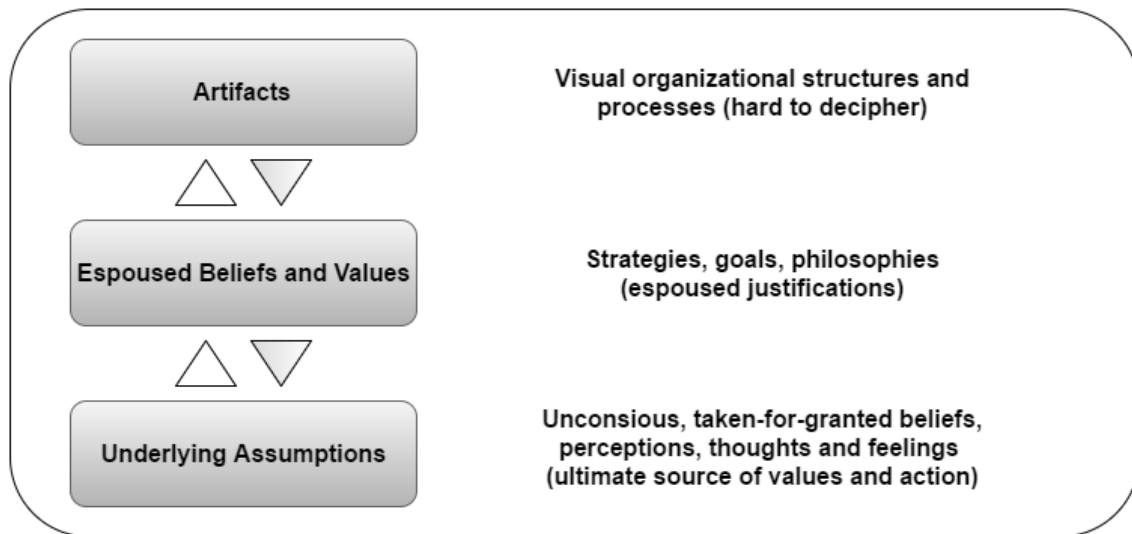 Artifacts
Visual organizational structures and
processes (hard to decipher)
Espoused Beliefs and Values
Strategies, goals, philosophies
(espoused justifications)
Underlying Assumptions
Unconsious, taken-for-granted beliefs,
perceptions, thoughts and feelings
(ultimate source of values and action)